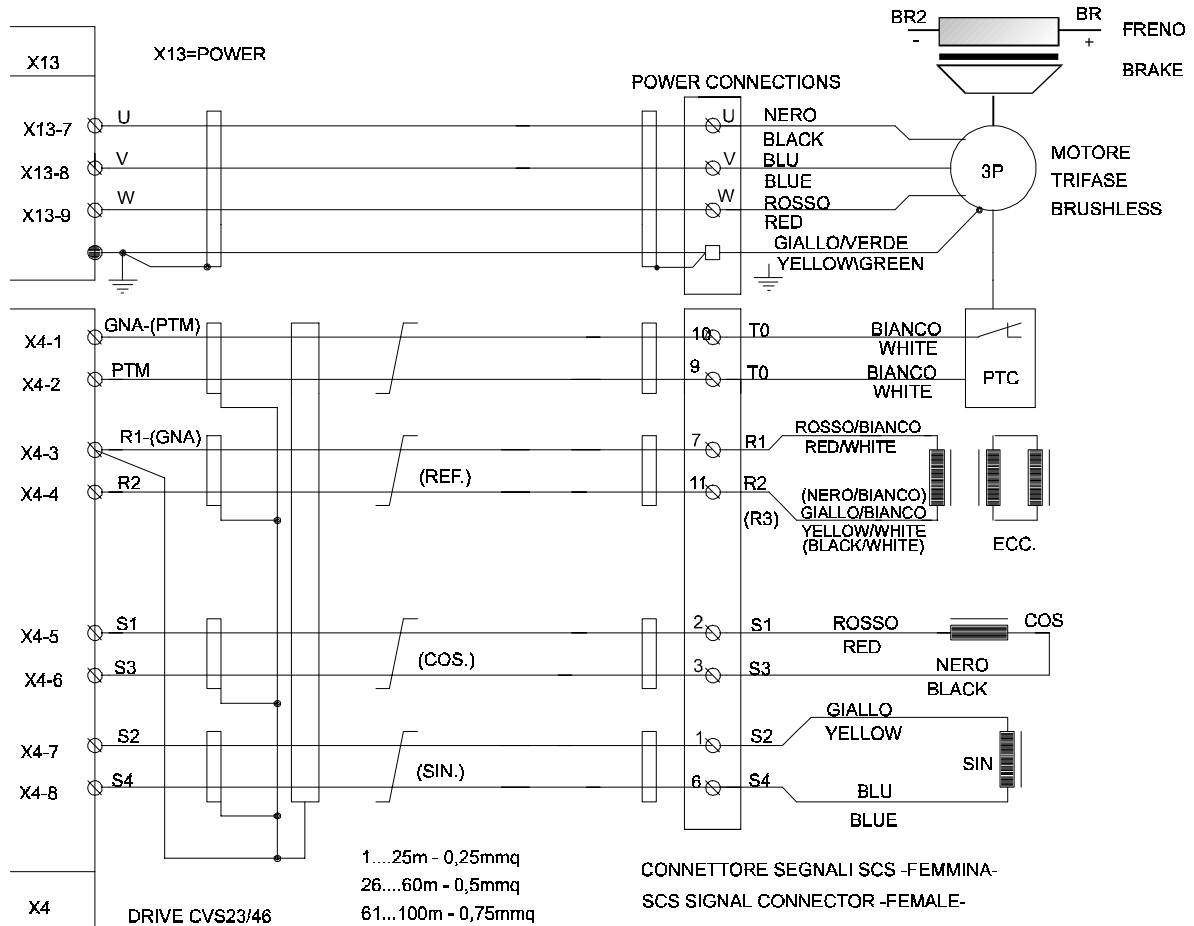 BR2
BR
-
+
FRENO
BRAKE
X13
X13=POWER
POWER CONNECTIONS
X13-7
U
U
NERO
BLACK
X13-8
V
V
BLU
BLUE
X13-9
W
W
ROSSO
RED
3P
MOTORE
TRIFASE
BRUSHLESS
GIALLO/VERDE
YELLOW\GREEN
X4-1
GNA-(PTM)
10
T0
BIANCO
WHITE
X4-2
PTM
9
T0
BIANCO
WHITE
PTC
X4-3
R1-(GNA)
7
R1
ROSSO/BIANCO
RED/WHITE
(REF.)
X4-4
R2
11
R2
(R3)
(NERO/BIANCO)
GIALLO/BIANCO
YELLOW/WHITE
(BLACK/WHITE)
ECC.
X4-5
S1
2
S1
ROSSO
RED
COS
(COS.)
X4-6
S3
3
S3
NERO
BLACK
X4-7
S2
1
S2
GIALLO
YELLOW
(SIN.)
SIN
X4-8
S4
6
S4
BLU
BLUE
1....25m - 0,25mmq
26...60m - 0,5mmq
61...100m - 0,75mmq
CONNETTORE SEGNALI SCS -FEMMINA-
SCS SIGNAL CONNECTOR -FEMALE-
X4
DRIVE CVS23/46